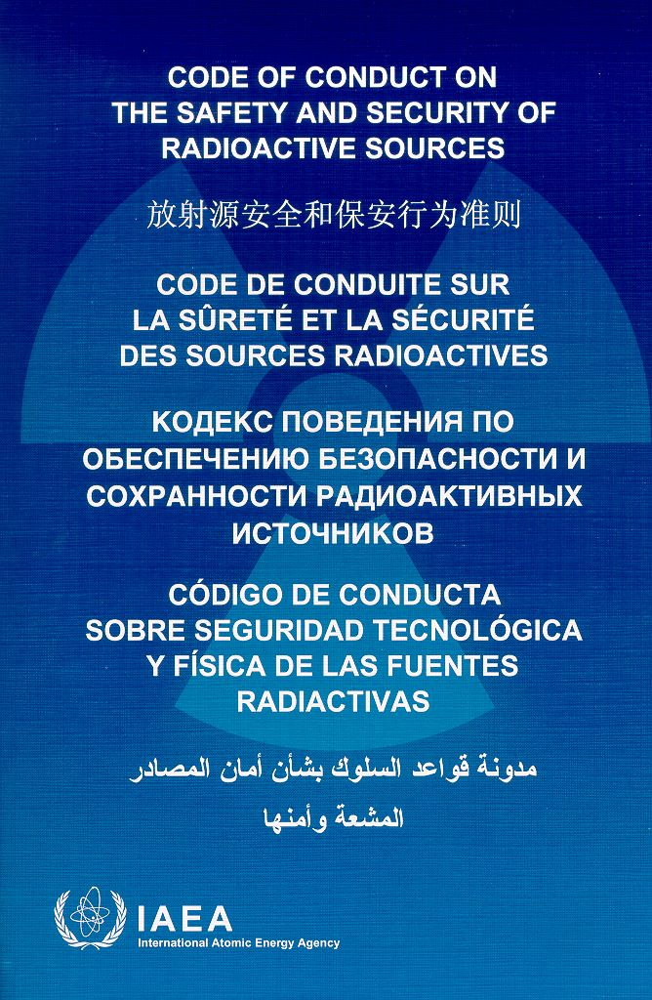 CODE OF CONDUCT ON
THE SAFETY AND SECURITY OF
RADIOACTIVE SOURCES
放射源安全和保安行为准则
CODE DE CONDUITE SUR
LA SÛRETÉ ET LA SÉCURITÉ
DES SOURCES RADIOACTIVES
КОДЕКС ПОВЕДЕНИЯ ПО
ОБЕСПЕЧЕНИЮ БЕЗОПАСНОСТИ И
СОХРАННОСТИ РАДИОАКТИВНЫХ
ИСТОЧНИКОВ
CÓDIGO DE CONDUCTA
SOBRE SEGURIDAD TECNOLÓGICA
Y FÍSICA DE LAS FUENTES
RADIACTIVAS
مدونة قواعد السلوك بشأن أمان المصادر
المشعة وأمنها
IAEA
International Atomic Energy Agency